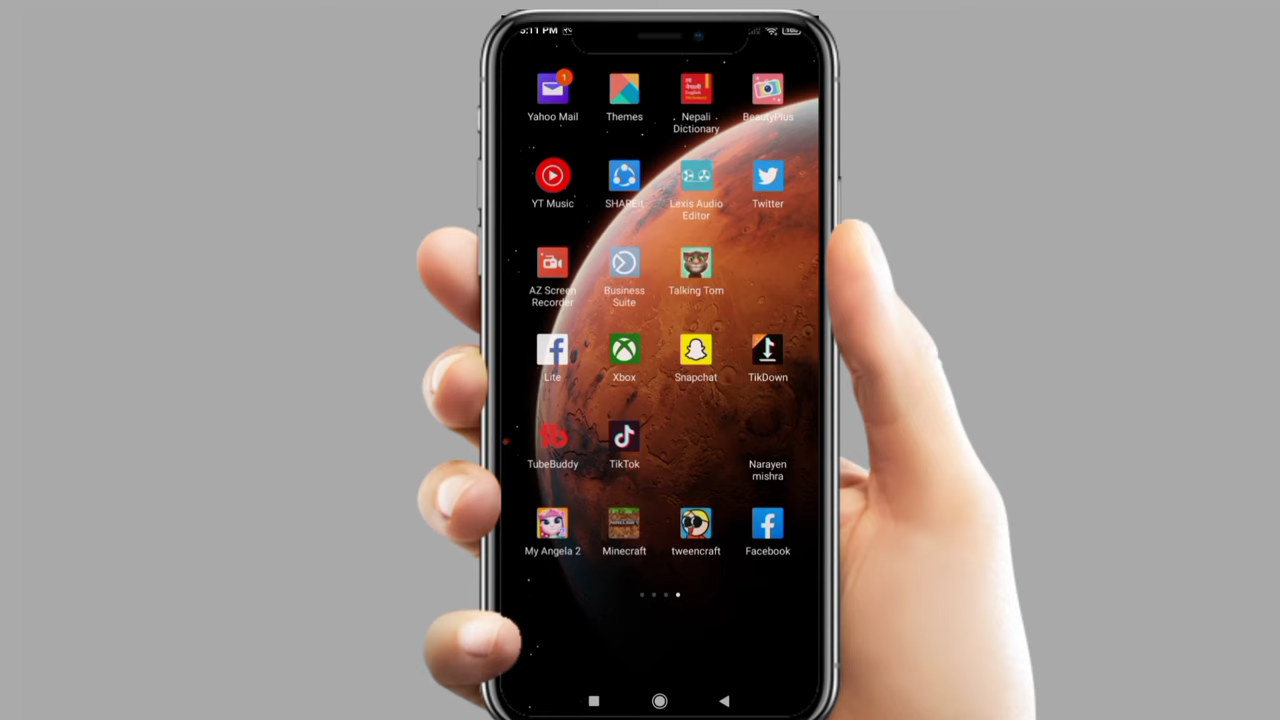 5:11 PM
1
Yahoo Mail
Themes
Nepali
Dictionary
BeautyPlus
YT Music
SHAREit
Lexis Audio
Editor
Twitter
AZ Screen
Recorder
Business
Suite
Talking Tom
Lite
Xbox
Snapchat
TikDown
TubeBuddy
TikTok
Narayen
mishra
My Angela 2
Minecraft
tweencraft
Facebook